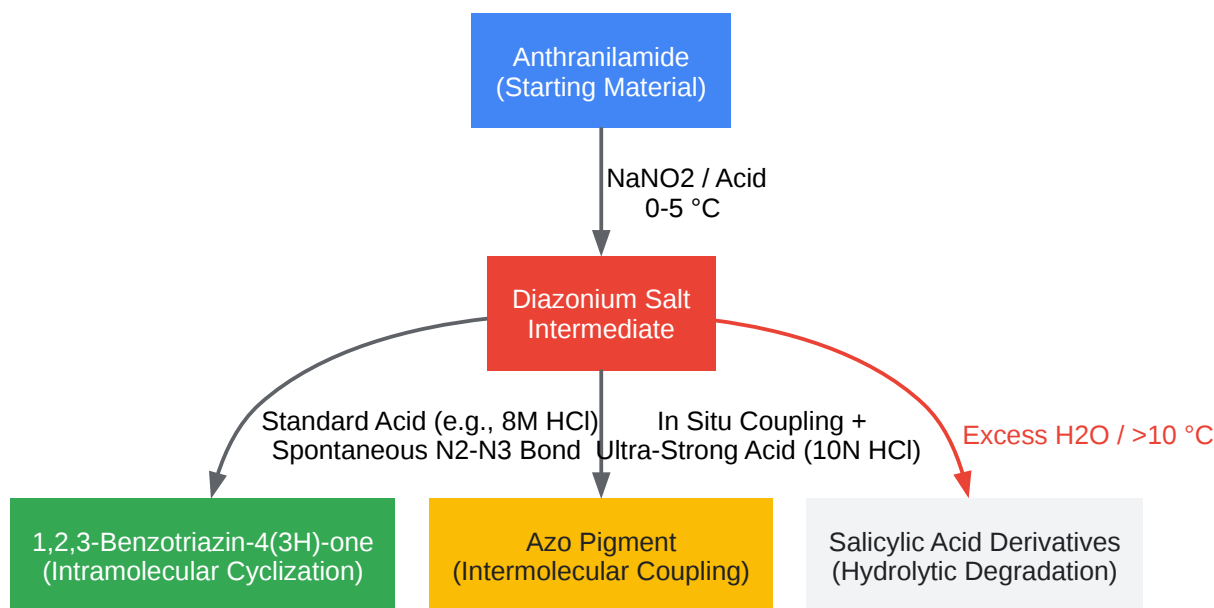 Anthranilamide
(Starting Material)
NaNO2 / Acid
0-5 °C
Diazonium Salt
Intermediate
Standard Acid (e.g., 8M HCl)
Spontaneous N2-N3 Bond
In Situ Coupling +
Ultra-Strong Acid (10N HCl)
Excess H2O / >10 °C
1,2,3-Benzotriazin-4(3H)-one
(Intramolecular Cyclization)
Azo Pigment
(Intermolecular Coupling)
Salicylic Acid Derivatives
(Hydrolytic Degradation)